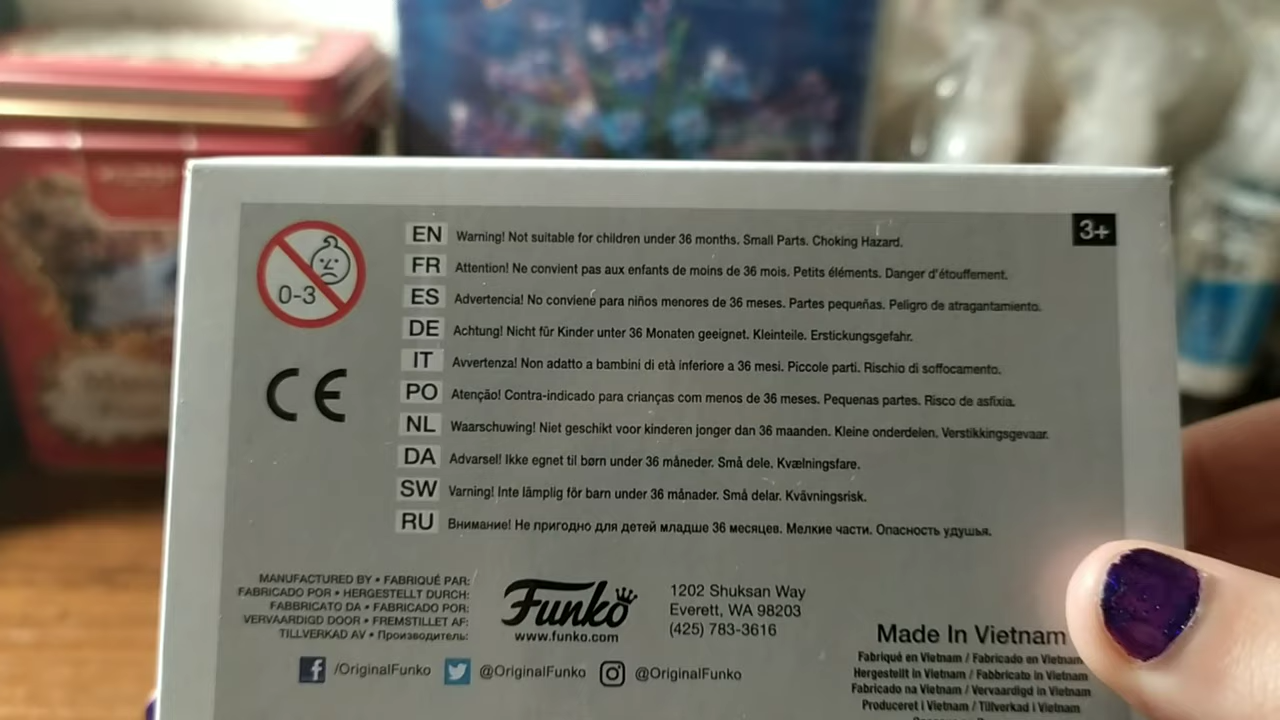 3+
0-3
CE
EN Warning! Not suitable for children under 36 months. Small Parts. Choking Hazard.
FR Attention! Ne convient pas aux enfants de moins de 36 mois. Petits éléments. Danger d'étouffement.
ES Advertencia! No conviene para niños menores de 36 meses. Partes pequeñas. Peligro de atragantamiento.
DE Achtung! Nicht für Kinder unter 36 Monaten geeignet. Kleinteile. Erstickungsgefahr.
IT Avvertenza! Non adatto a bambini di età inferiore a 36 mesi. Piccole parti. Rischio di soffocamento.
PO Atenção! Contra-indicado para crianças com menos de 36 meses. Pequenas partes. Risco de asfixia.
NL Waarschuwing! Niet geschikt voor kinderen jonger dan 36 maanden. Kleine onderdelen. Verstikkingsgevaar.
DA Advarsel! Ikke egnet til børn under 36 måneder. Små dele. Kvælningsfare.
SW Varning! Inte lämplig för barn under 36 månader. Små delar. Kvävningsrisk.
RU Внимание! Не пригодно для детей младше 36 месяцев. Мелкие части. Опасность удушья.
MANUFACTURED BY • FABRIQUÉ PAR:
FABRICADO POR • HERGESTELLT DURCH:
FABBRICATO DA • FABRICADO POR:
VERVAARDIGD DOOR • FREMSTILLET AF:
TILLVERKAD AV • Производитель:
Funko
www.funko.com
1202 Shuksan Way
Everett, WA 98203
(425) 783-3616
/OriginalFunko @OriginalFunko @OriginalFunko
Made In Vietnam
Fabriqué en Vietnam / Fabricado en Vietnam
Hergestellt in Vietnam / Fabbricato in Vietnam
Fabricado na Vietnam / Vervaardigd in Vietnam
Produceret i Vietnam / Tillverkad i Vietnam